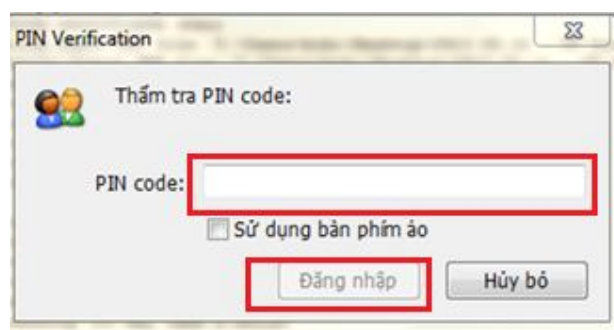 PIN Verification
Thẩm tra PIN code:
PIN code:
Sử dụng bàn phím ảo
Đăng nhập
Hủy bỏ